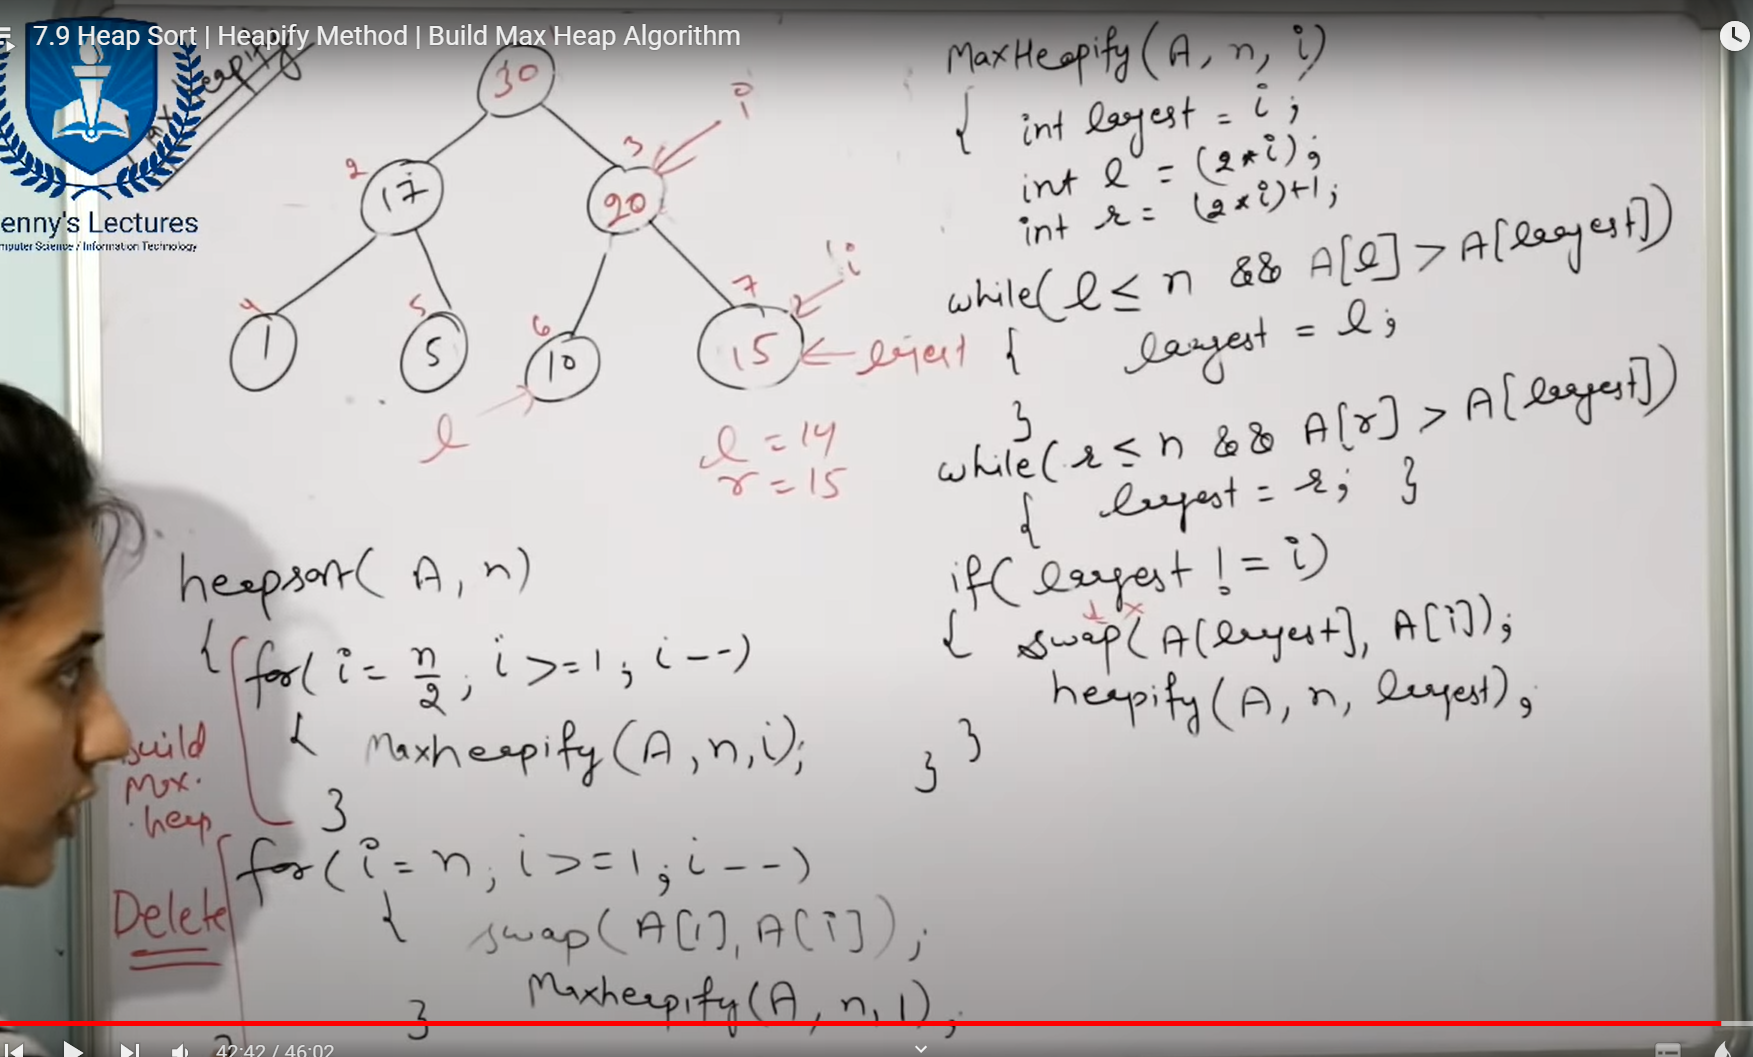 7.9 Heap Sort | Heapify Method | Build Max Heap Algorithm
enny's Lectures
mputer Science / Information Technology
30
2
17
3
20
i
4
1
5
5
6
10
7
15
i
largest
l
l = 14
r = 15
MaxHeapify(A, n, i)
{ int largest = i;
int l = (2*i);
int r = (2*i)+1;
while(l ≤ n && A[l] > A[largest])
{ largest = l;
}
while(r ≤ n && A[r] > A[largest])
{ largest = r; }
if(largest != i)
{ swap(A[largest], A[i]);
heapify(A, n, largest);
}
}
heapsort(A, n)
{ for(i = n/2; i >= 1; i--)
{ Maxheapify(A, n, i);
}
Build
Max.
heap
for(i = n; i >= 1; i--)
{ swap(A[1], A[i]);
Maxheapify(A, n, 1);
}
Delete
42:42 / 46:02